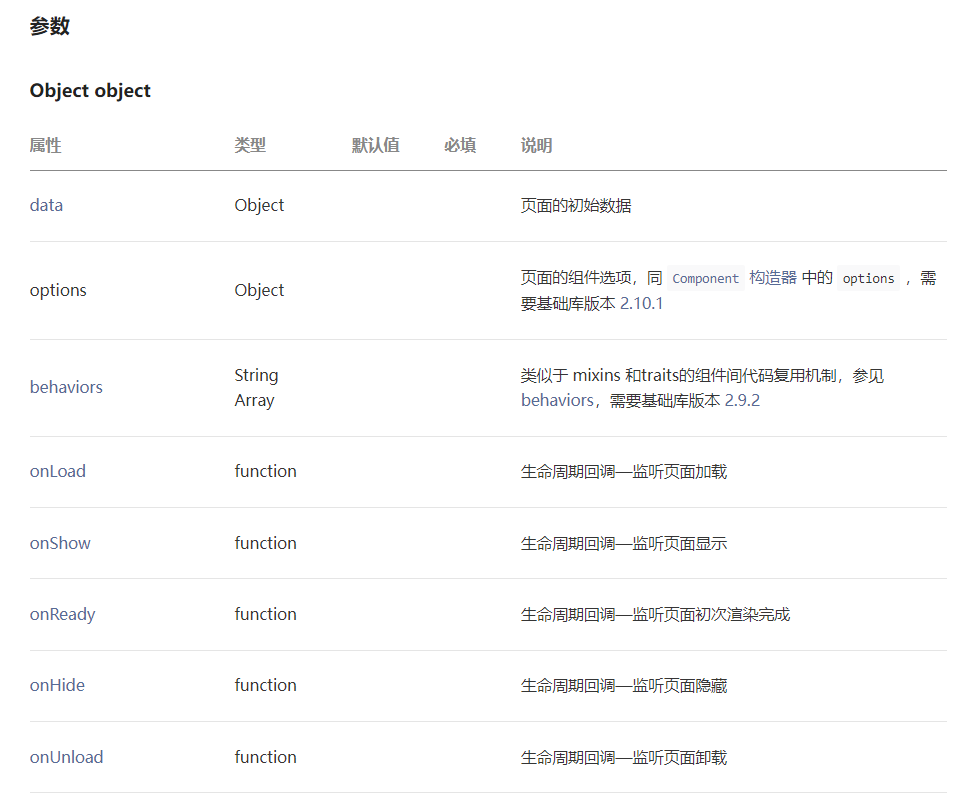 参数
Object object
属性 类型 默认值 必填 说明
data Object 页面的初始数据
options Object 页面的组件选项，同 Component 构造器 中的 options ，需
要基础库版本 2.10.1
behaviors String Array 类似于 mixins 和traits的组件间代码复用机制，参见
behaviors，需要基础库版本 2.9.2
onLoad function 生命周期回调—监听页面加载
onShow function 生命周期回调—监听页面显示
onReady function 生命周期回调—监听页面初次渲染完成
onHide function 生命周期回调—监听页面隐藏
onUnload function 生命周期回调—监听页面卸载